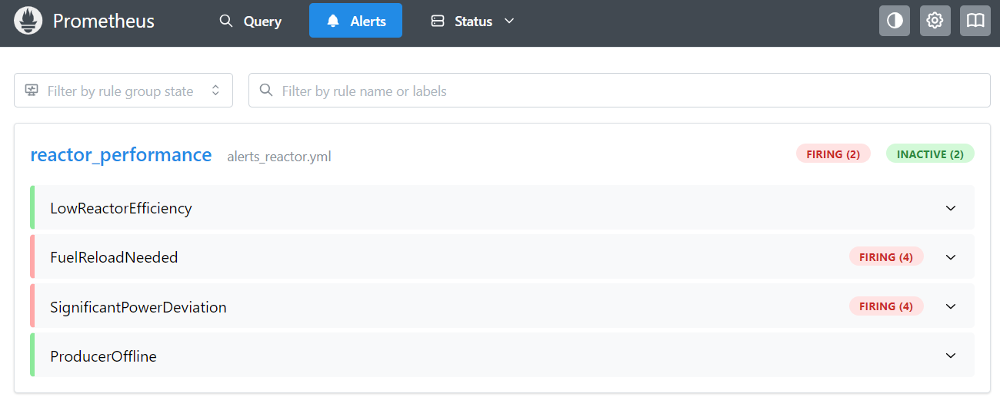 Prometheus Query Alerts Status
Filter by rule group state Filter by rule name or labels
reactor_performance alerts_reactor.yml FIRING (2) INACTIVE (2)
LowReactorEfficiency
FuelReloadNeeded FIRING (4)
SignificantPowerDeviation FIRING (4)
ProducerOffline